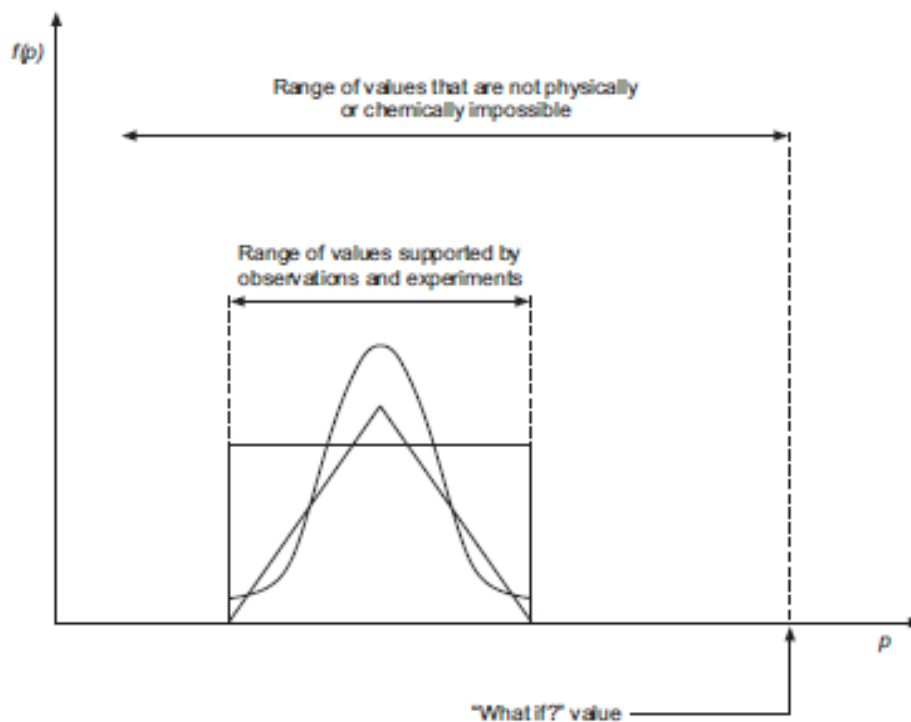 f(p)
Range of values that are not physically
or chemically impossible
Range of values supported by
observations and experiments
p
"What if?" value